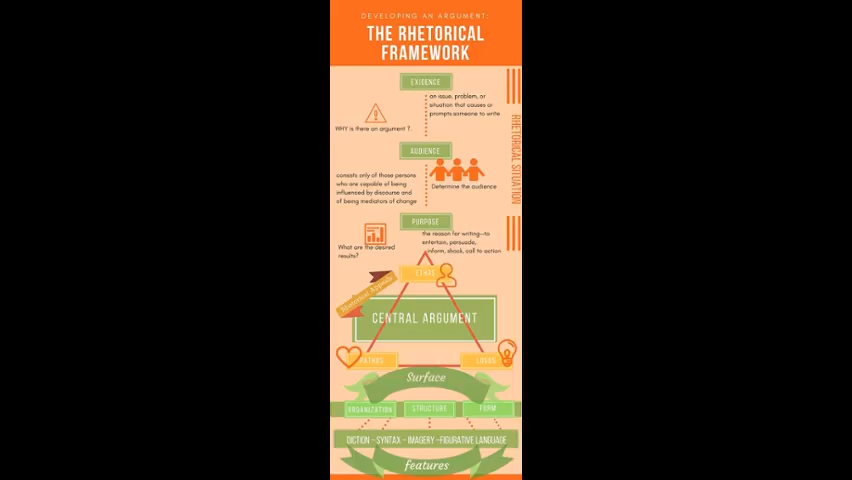 DEVELOPING AN ARGUMENT:
THE RHETORICAL
FRAMEWORK
EXIGENCE
an issue, problem, or
situation that causes or
prompts someone to write
WHY is there an argument ?.
RHETORICAL SITUATION
AUDIENCE
consists only of those persons
who are capable of being
influenced by discourse and
of being mediators of change
Determine the audience
PURPOSE
the reason for writing—to
entertain, persuade,
inform, shock, call to action
What are the desired
results?
ETHOS
Rhetorical Appeals
CENTRAL ARGUMENT
PATHOS
LOGOS
Surface
ORGANIZATION
STRUCTURE
FORM
DICTION – SYNTAX – IMAGERY –FIGURATIVE LANGUAGE
features